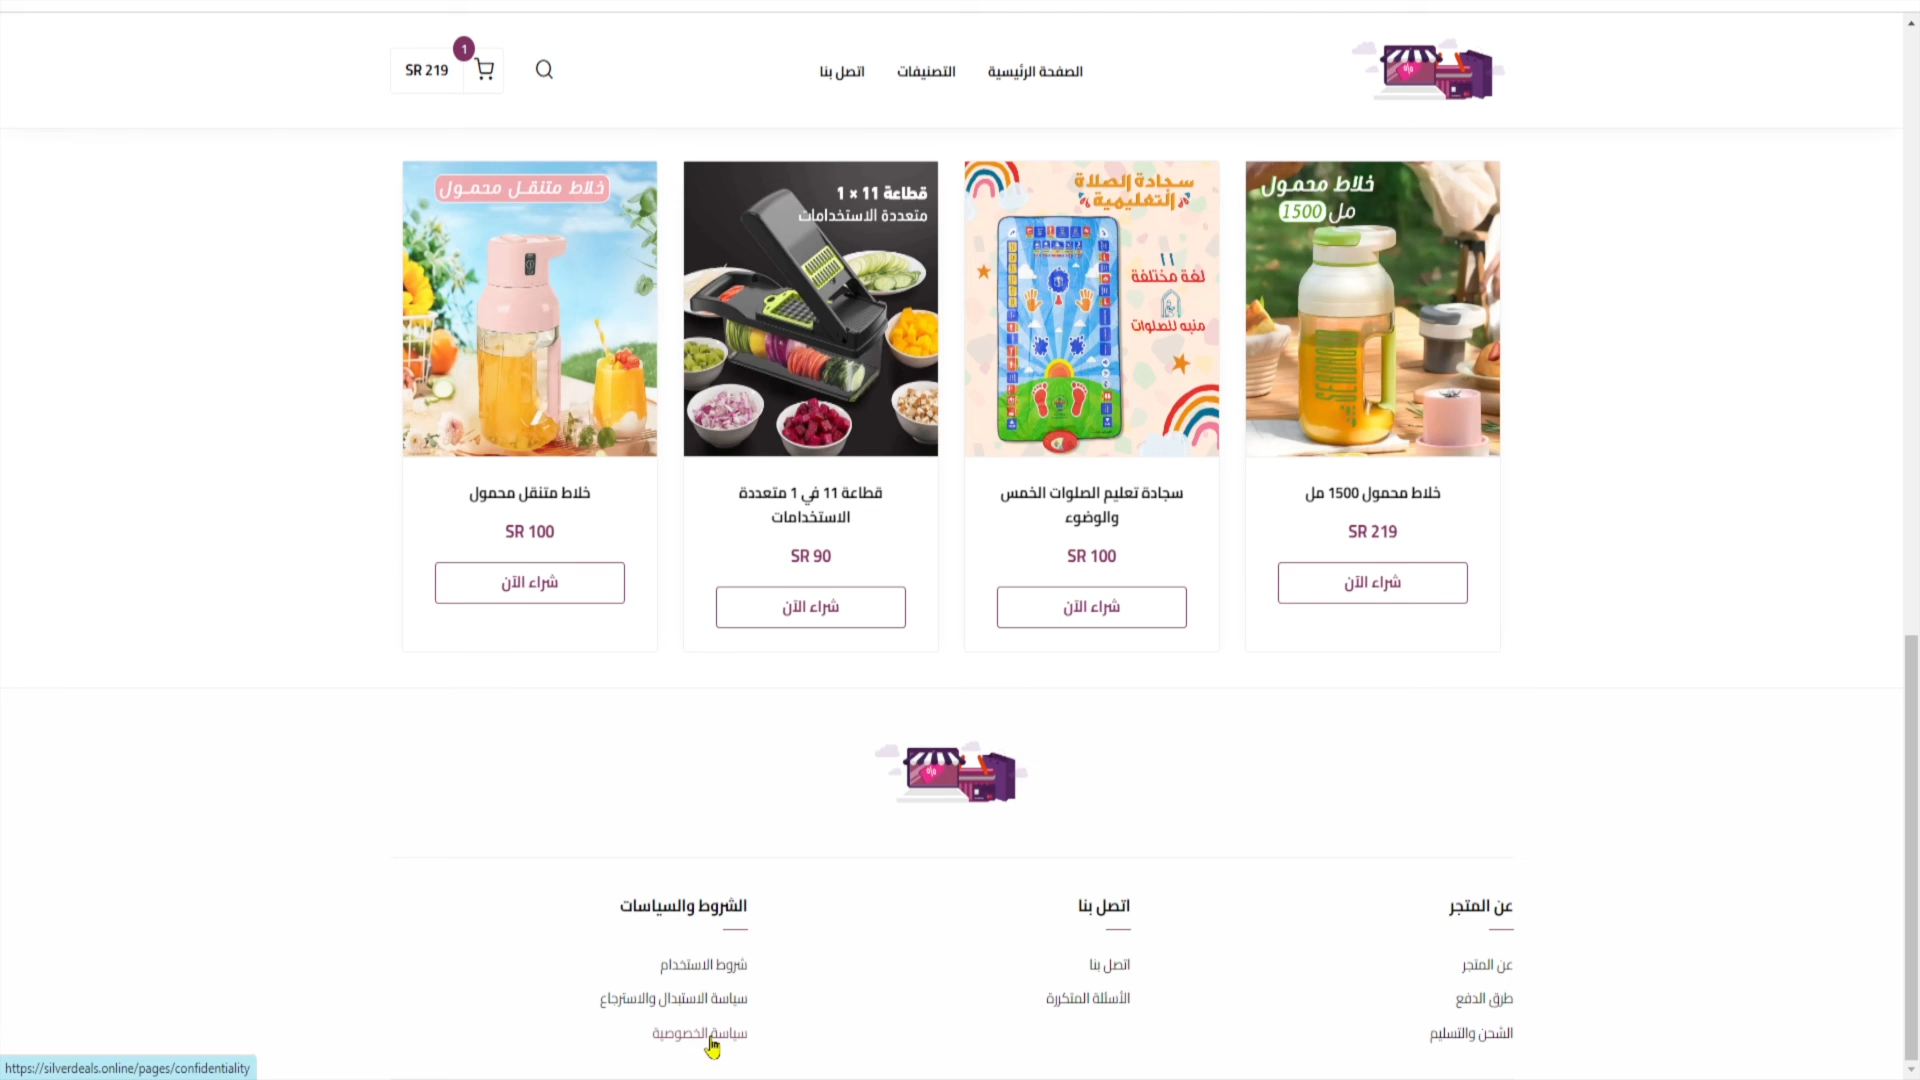 الصفحة الرئيسية
التصنيفات
اتصل بنا
1
SR 219
خلاط محمول
1500 مل
سجادة الصلاة
التعليمية
11
لغة مختلفة
منبه للصلوات
قطاعة 11 × 1
متعددة الاستخدامات
خلاط متنقل محمول
خلاط محمول 1500 مل
SR 219
شراء الآن
سجادة تعليم الصلوات الخمس
والوضوء
SR 100
شراء الآن
قطاعة 11 في 1 متعددة
الاستخدامات
SR 90
شراء الآن
خلاط متنقل محمول
SR 100
شراء الآن
عن المتجر
عن المتجر
طرق الدفع
الشحن والتسليم
اتصل بنا
اتصل بنا
الأسئلة المتكررة
الشروط والسياسات
شروط الاستخدام
سياسة الاستبدال والاسترجاع
سياسة الخصوصية
https://silverdeals.online/pages/confidentiality